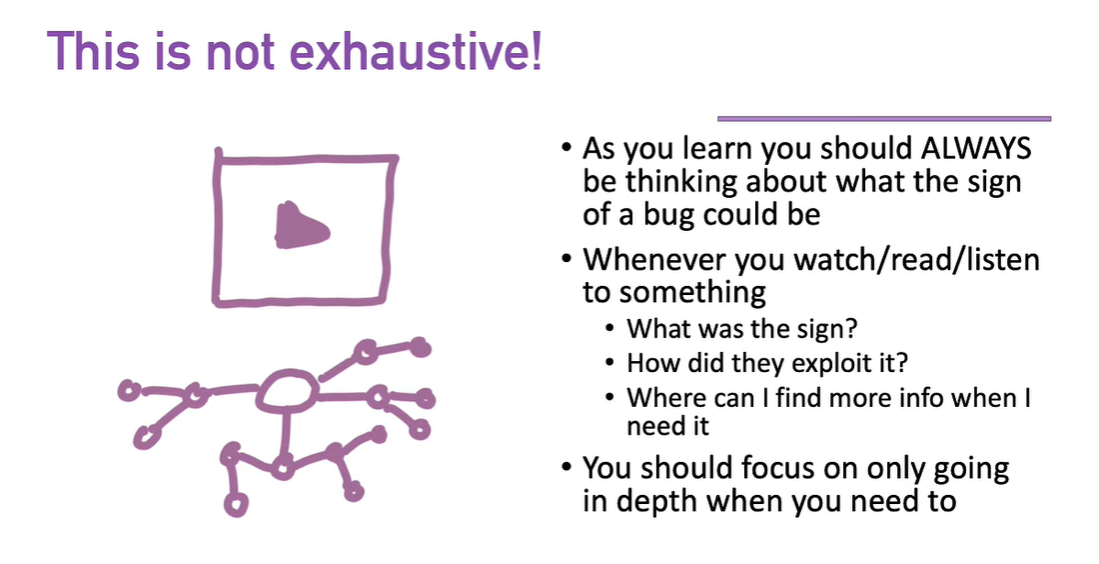 This is not exhaustive!
• As you learn you should ALWAYS
be thinking about what the sign
of a bug could be
• Whenever you watch/read/listen
to something
• What was the sign?
• How did they exploit it?
• Where can I find more info when I
need it
• You should focus on only going
in depth when you need to